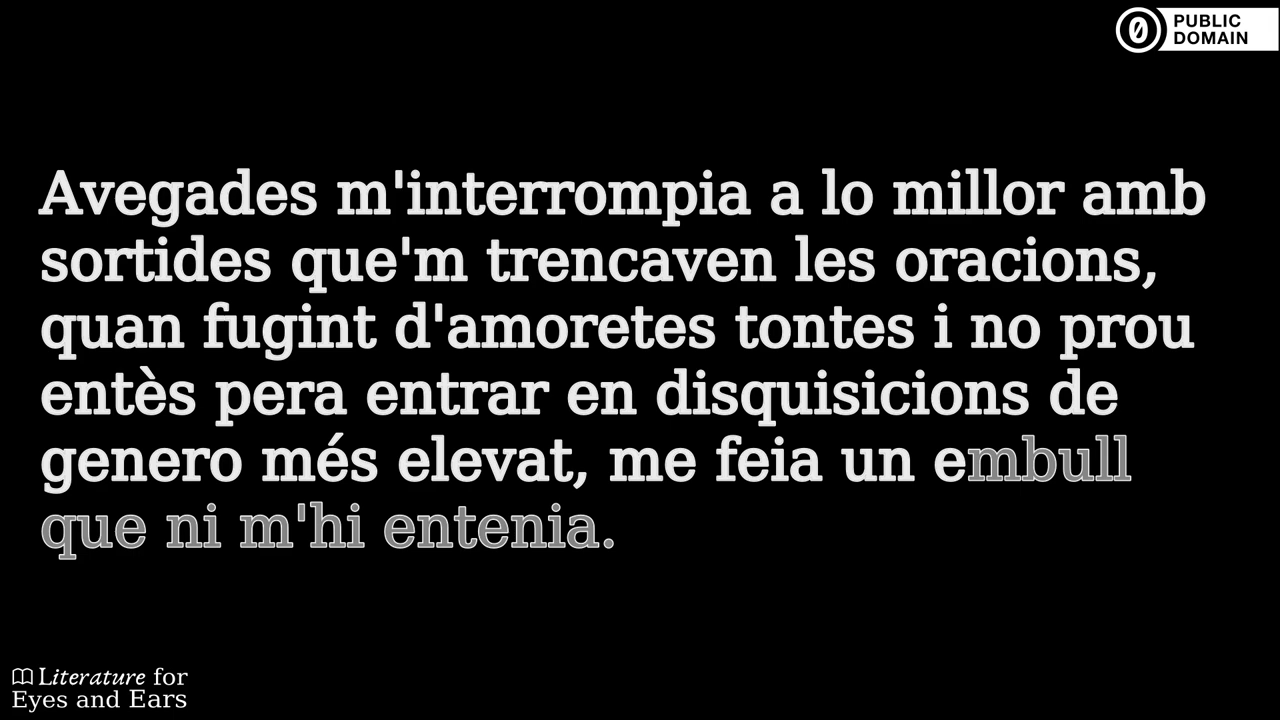 PUBLIC
DOMAIN
Avegades m'interrompia a lo millor amb
sortides que'm trencaven les oracions,
quan fugint d'amoretes tontes i no prou
entès pera entrar en disquisicions de
genero més elevat, me feia un embull
que ni m'hi entenia.
Literature for
Eyes and Ears